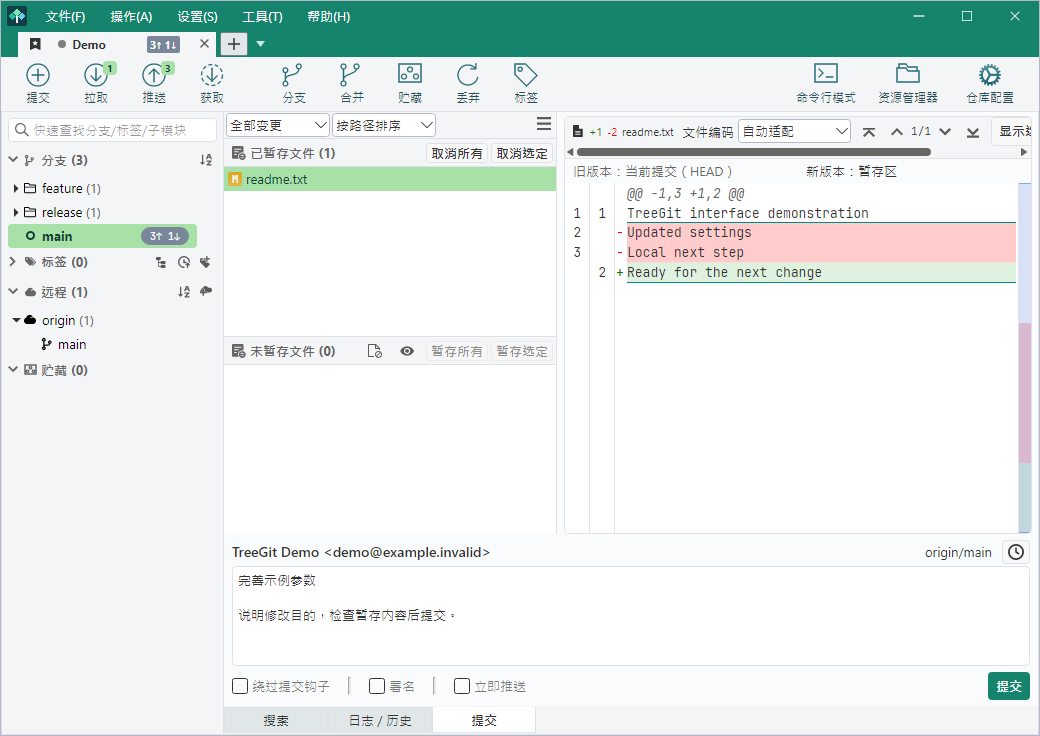 文件(F) 操作(A) 设置(S) 工具(T) 帮助(H)
Demo 3↑ 1↓
提交 拉取 1 推送 3 获取 分支 合并 贮藏 丢弃 标签 命令行模式 资源管理器 仓库配置
快速查找分支/标签/子模块
分支 (3)
feature (1)
release (1)
main 3↑ 1↓
标签 (0)
远程 (1)
origin (1)
main
贮藏 (0)
全部变更 按路径排序
已暂存文件 (1) 取消所有 取消选定
M readme.txt
未暂存文件 (0) 暂存所有 暂存选定
+1 -2 readme.txt 文件编码 自动适配 1/1 显示
旧版本：当前提交 ( HEAD ) 新版本：暂存区
@@ -1,3 +1,2 @@
1 1 TreeGit interface demonstration
2 - Updated settings
3 - Local next step
2 + Ready for the next change
TreeGit Demo <demo@example.invalid> origin/main
完善示例参数
说明修改目的，检查暂存内容后提交。
绕过提交钩子 署名 立即推送 提交
搜索 日志 / 历史 提交